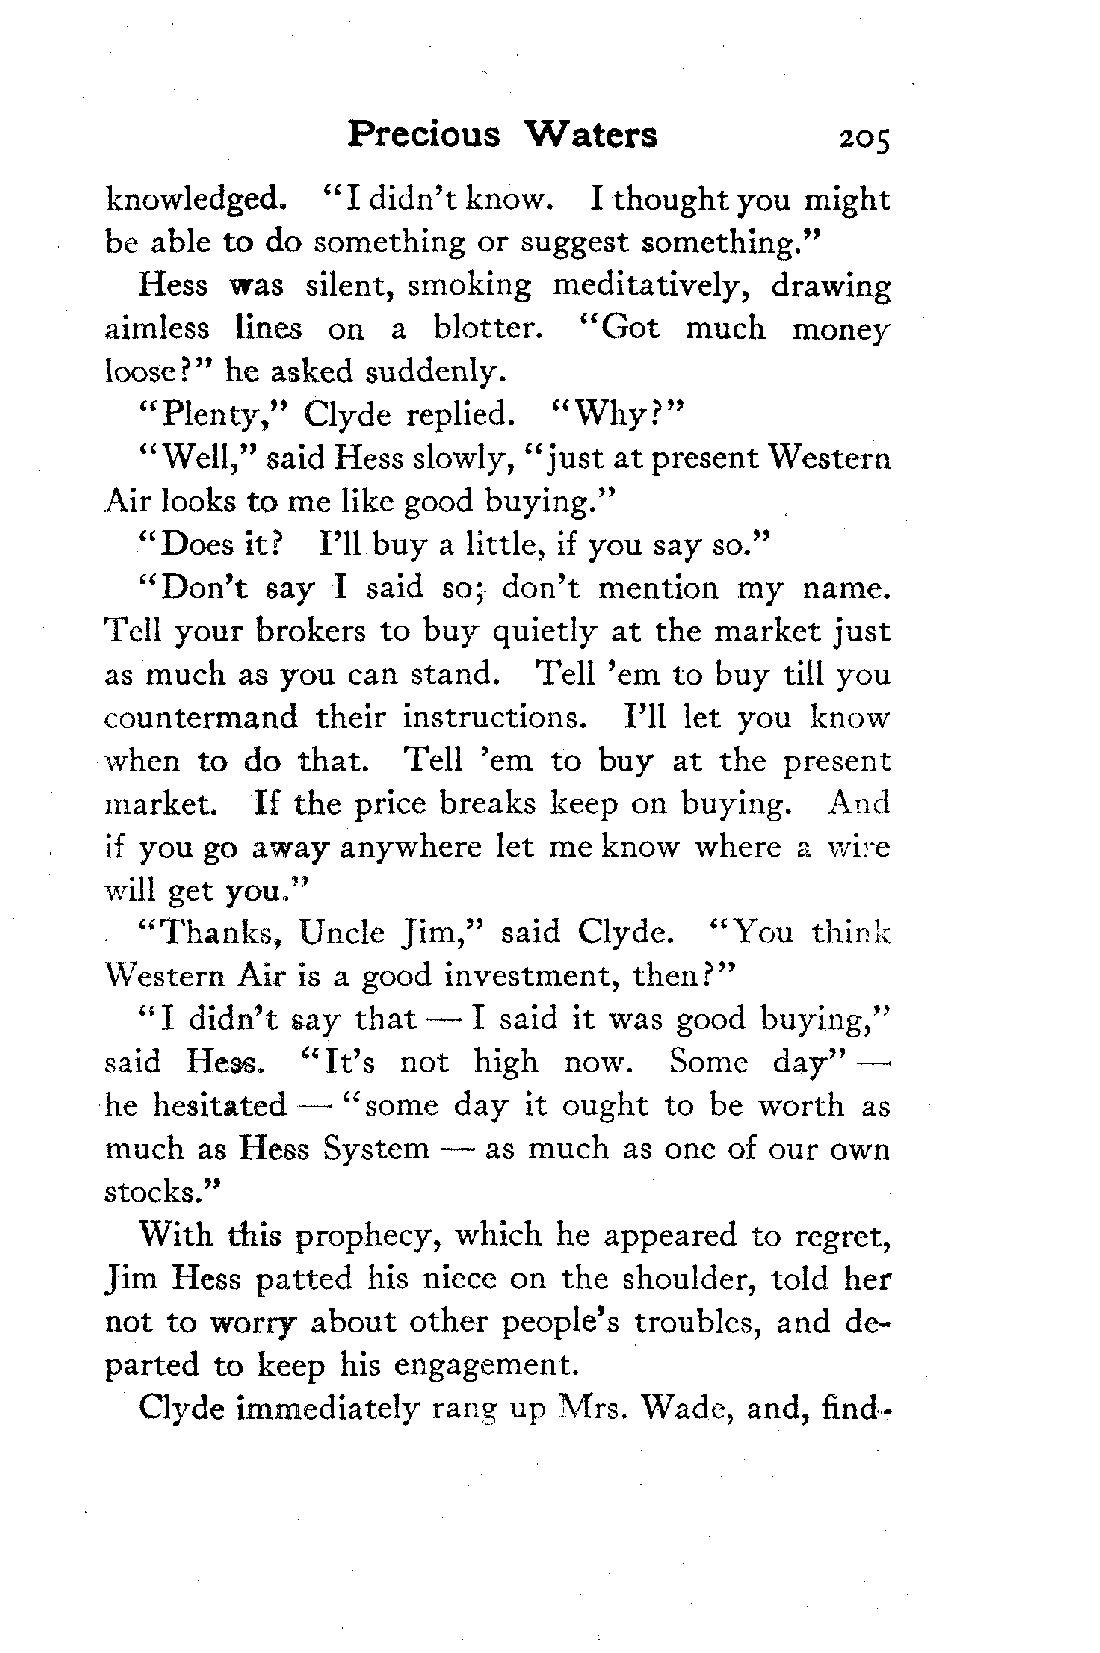 Precious Waters 205
knowledged. "I didn't know. I thought you might
be able to do something or suggest something."
Hess was silent, smoking meditatively, drawing
aimless lines on a blotter. "Got much money
loose?" he asked suddenly.
"Plenty," Clyde replied. "Why?"
"Well," said Hess slowly, "just at present Western
Air looks to me like good buying."
"Does it? I'll buy a little, if you say so."
"Don't say I said so; don't mention my name.
Tell your brokers to buy quietly at the market just
as much as you can stand. Tell 'em to buy till you
countermand their instructions. I'll let you know
when to do that. Tell 'em to buy at the present
market. If the price breaks keep on buying. And
if you go away anywhere let me know where a wire
will get you."
"Thanks, Uncle Jim," said Clyde. "You think
Western Air is a good investment, then?"
"I didn't say that — I said it was good buying,"
said Hess. "It's not high now. Some day" —
he hesitated — "some day it ought to be worth as
much as Hess System — as much as one of our own
stocks."
With this prophecy, which he appeared to regret,
Jim Hess patted his niece on the shoulder, told her
not to worry about other people's troubles, and de-
parted to keep his engagement.
Clyde immediately rang up Mrs. Wade, and, find-